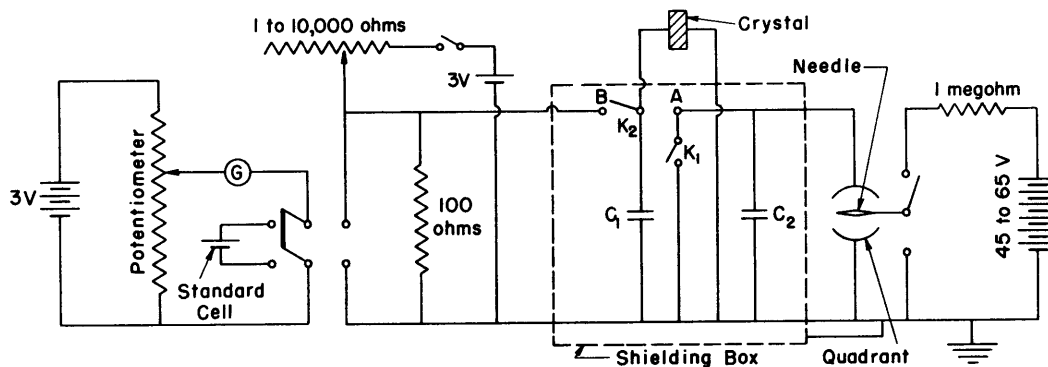 1 to 10,000 ohms
Crystal
Needle
1 megohm
3V
B
A
K₂
K₁
3V
Potentiometer
G
100
ohms
C₁
C₂
45 to 65 V
Standard
Cell
Shielding Box
Quadrant